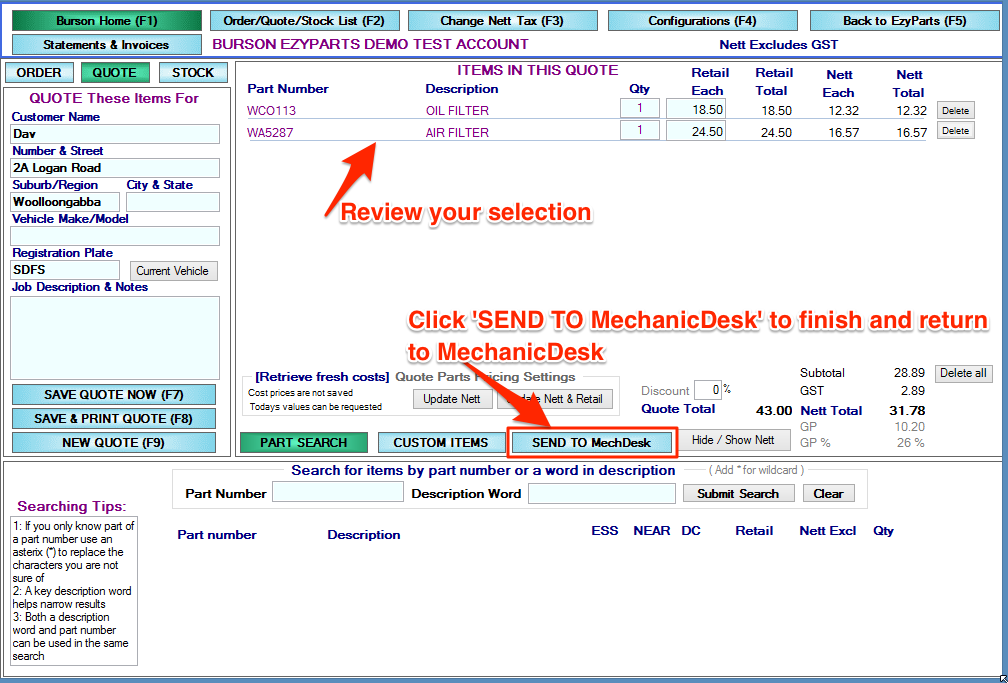 Burson Home (F1)
Order/Quote/Stock List (F2)
Change Nett Tax (F3)
Configurations (F4)
Back to EzyParts (F5)
Statements & Invoices
BURSON EZYPARTS DEMO TEST ACCOUNT
Nett Excludes GST
ORDER
QUOTE
STOCK
QUOTE These Items For
Customer Name
Dav
Number & Street
2A Logan Road
Suburb/Region City & State
Woolloongabba
Vehicle Make/Model
Registration Plate
SDFS
Current Vehicle
Job Description & Notes
SAVE QUOTE NOW (F7)
SAVE & PRINT QUOTE (F8)
NEW QUOTE (F9)
ITEMS IN THIS QUOTE
Part Number Description Qty Retail Each Retail Total Nett Each Nett Total
WCO113 OIL FILTER 1 18.50 18.50 12.32 12.32 Delete
WA5287 AIR FILTER 1 24.50 24.50 16.57 16.57 Delete
Review your selection
Click 'SEND TO MechanicDesk' to finish and return
to MechanicDesk
[Retrieve fresh costs] Quote Parts Pricing Settings
Cost prices are not saved
Todays values can be requested
Update Nett
Nett & Retail
Discount 0 %
Quote Total 43.00
Subtotal 28.89 Delete all
GST 2.89
Nett Total 31.78
GP 10.20
GP % 26 %
PART SEARCH
CUSTOM ITEMS
SEND TO MechDesk
Hide / Show Nett
Search for items by part number or a word in description ( Add * for wildcard )
Part Number Description Word Submit Search Clear
Part number Description ESS NEAR DC Retail Nett Excl Qty
Searching Tips:
1: If you only know part of
a part number use an
asterix (*) to replace the
characters you are not
sure of
2: A key description word
helps narrow results
3: Both a description
word and part number
can be used in the same
search